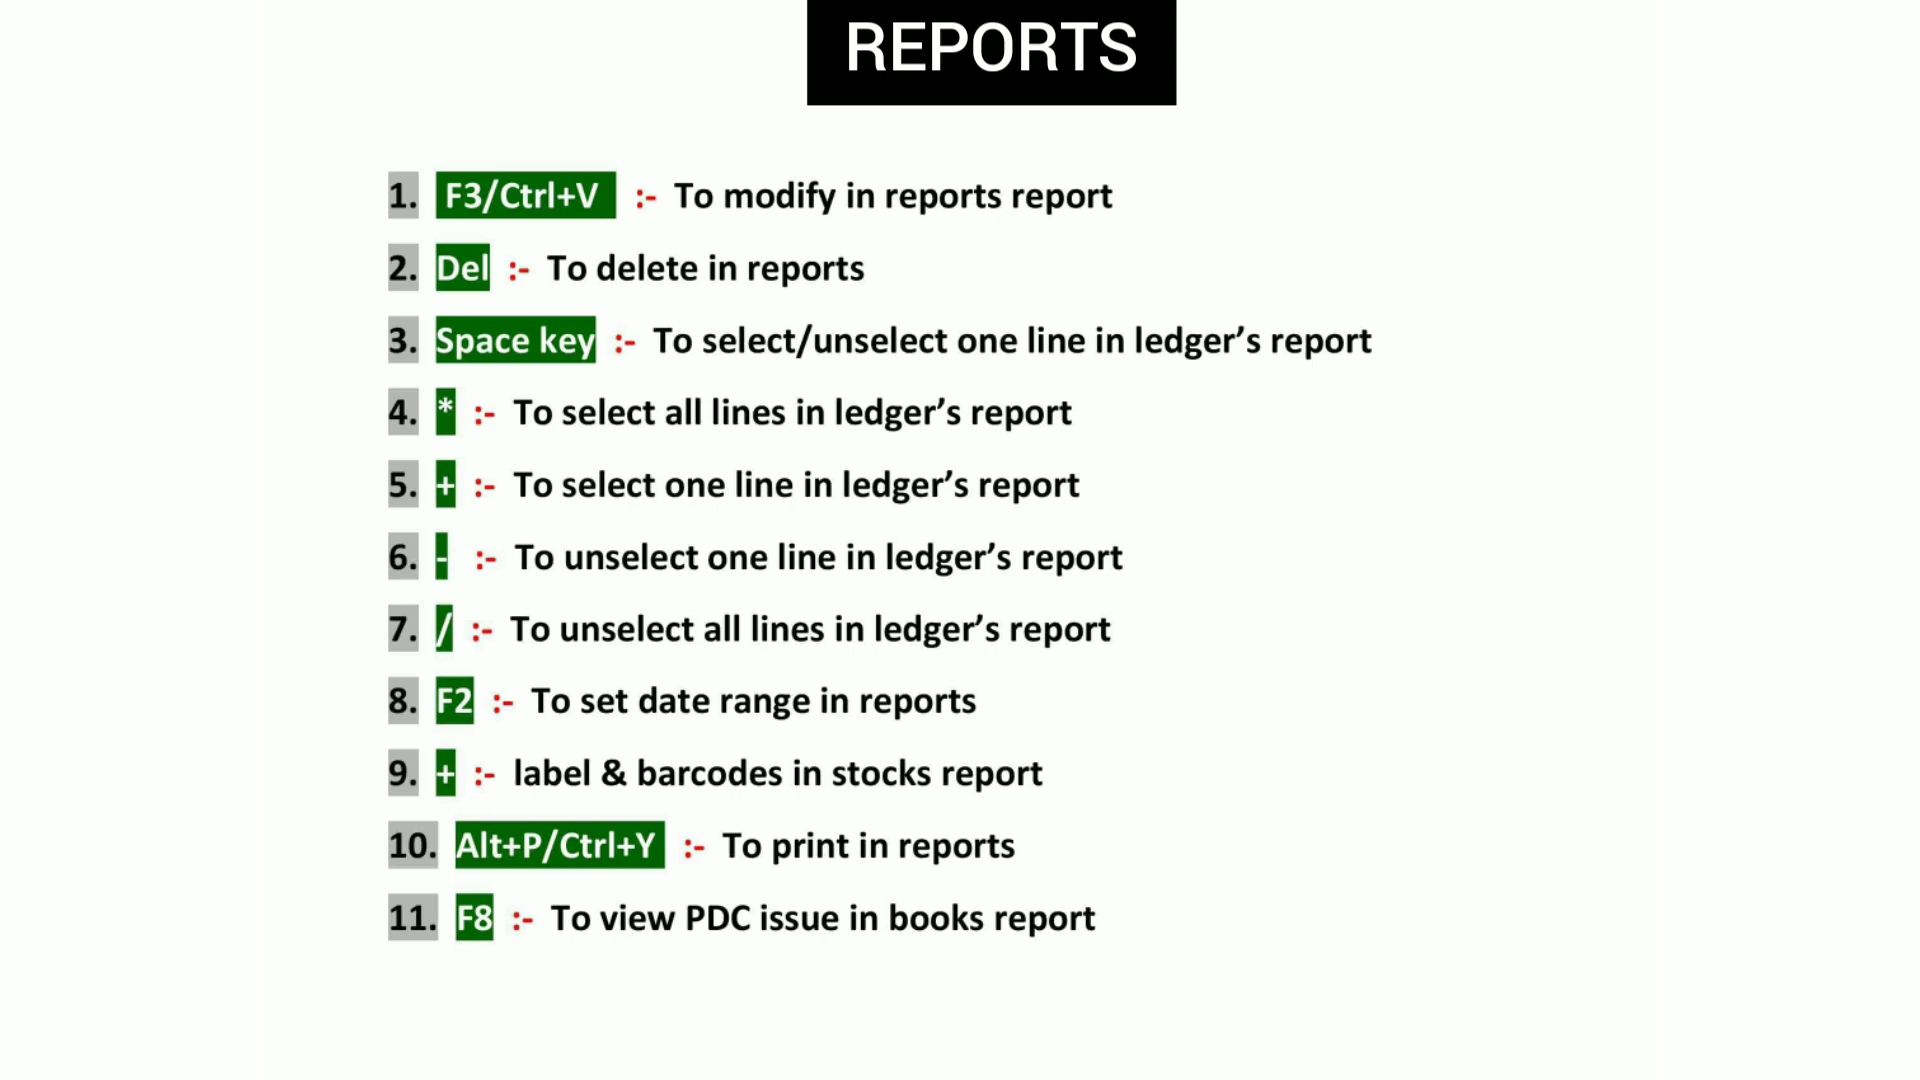 REPORTS
1. F3/Ctrl+V :- To modify in reports report
2. Del :- To delete in reports
3. Space key :- To select/unselect one line in ledger’s report
4. * :- To select all lines in ledger’s report
5. + :- To select one line in ledger’s report
6. - :- To unselect one line in ledger’s report
7. / :- To unselect all lines in ledger’s report
8. F2 :- To set date range in reports
9. + :- label & barcodes in stocks report
10. Alt+P/Ctrl+Y :- To print in reports
11. F8 :- To view PDC issue in books report